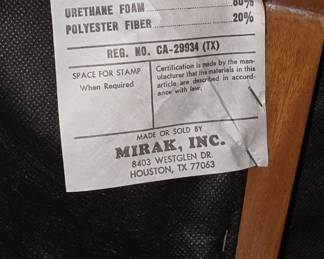 URETHANE FOAM 80%
POLYESTER FIBER 20%
REG. NO. CA-29934 (TX)
SPACE FOR STAMP
When Required
Certification is made by the man-
ufacturer that the materials in this
article are described in accord-
ance with law.
MADE OR SOLD BY
MIRAK, INC.
8403 WESTGLEN DR.
HOUSTON, TX 77063